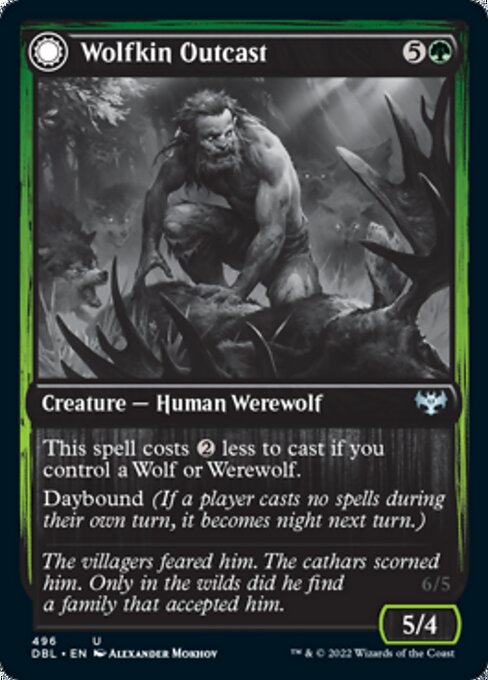 Wolfkin Outcast 5
Creature — Human Werewolf
This spell costs 2 less to cast if you
control a Wolf or Werewolf.
Daybound (If a player casts no spells during
their own turn, it becomes night next turn.)
The villagers feared him. The cathars scorned
him. Only in the wilds did he find
a family that accepted him.
6/5
5/4
496 U
DBL • EN Alexander Mokhov
™ & © 2022 Wizards of the Coast